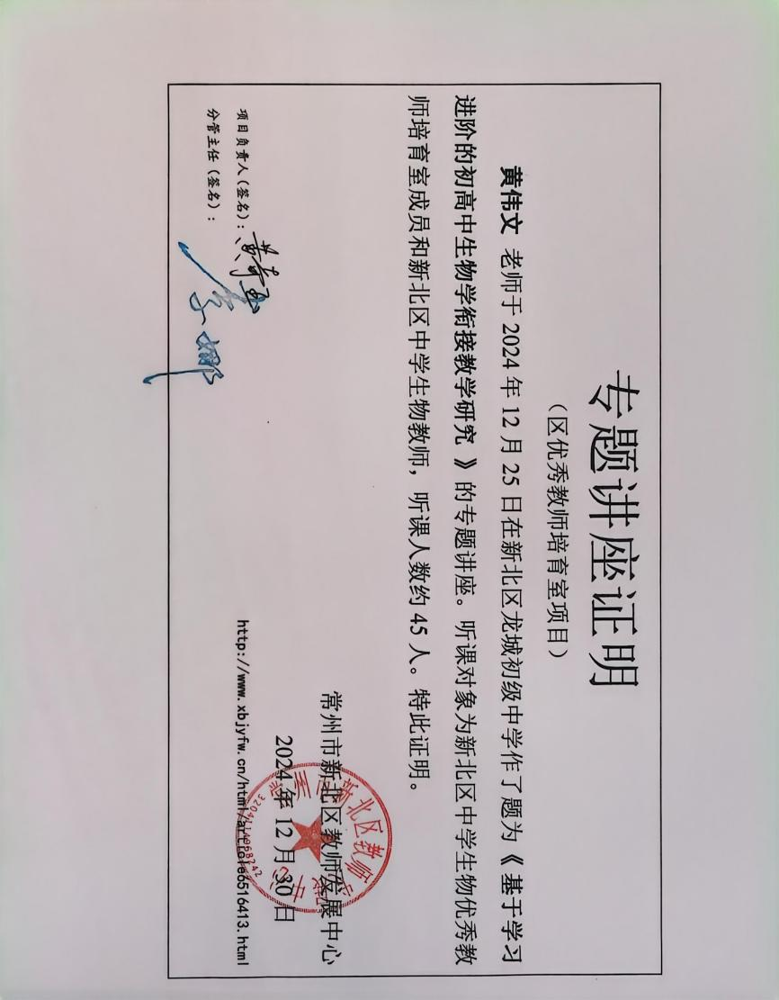 专题讲座证明
（区优秀教师培育室项目）
黄伟文 老师于 2024 年 12 月 25 日在新北区龙城初级中学作了题为《 基于学习
进阶的初高中生物学衔接教学研究 》的专题讲座。听课对象为新北区中学生物优秀教
师培育室成员和新北区中学生物教师，听课人数约 45 人。特此证明。
常州市新北区教师发展中心
2024 年 12 月 30 日
项目负责人(签名)：
分管主任(签名)： 李娜
http://www.xbjyfw.cn/html/article6516413.html